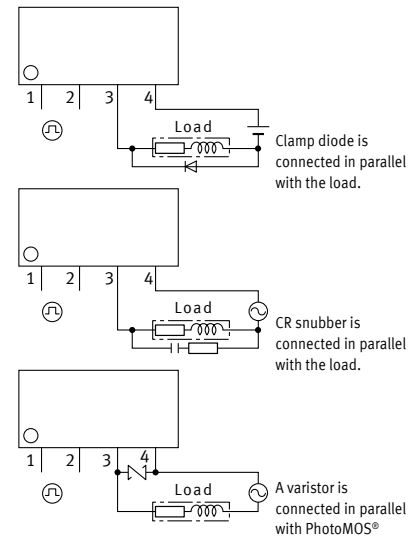 1 2 3 4
Load
Clamp diode is
connected in parallel
with the load.
1 2 3 4
Load
CR snubber is
connected in parallel
with the load.
1 2 3 4
Load
A varistor is
connected in parallel
with PhotoMOS®